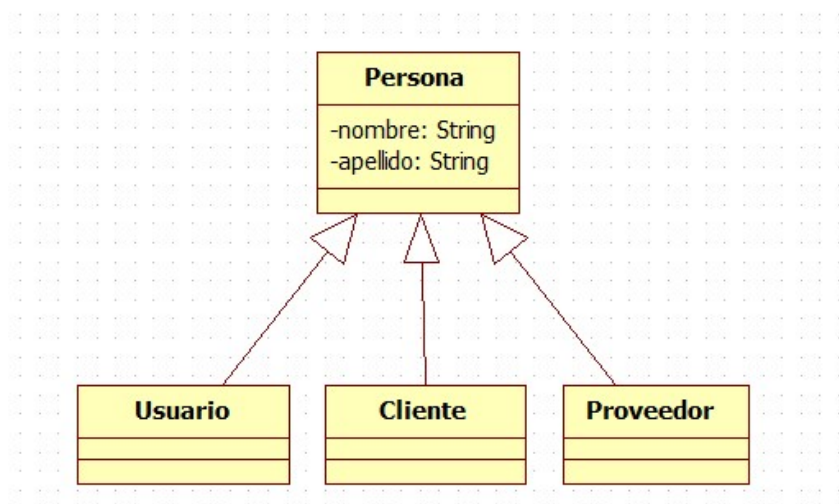 Persona
-nombre: String
-apellido: String
Usuario
Cliente
Proveedor